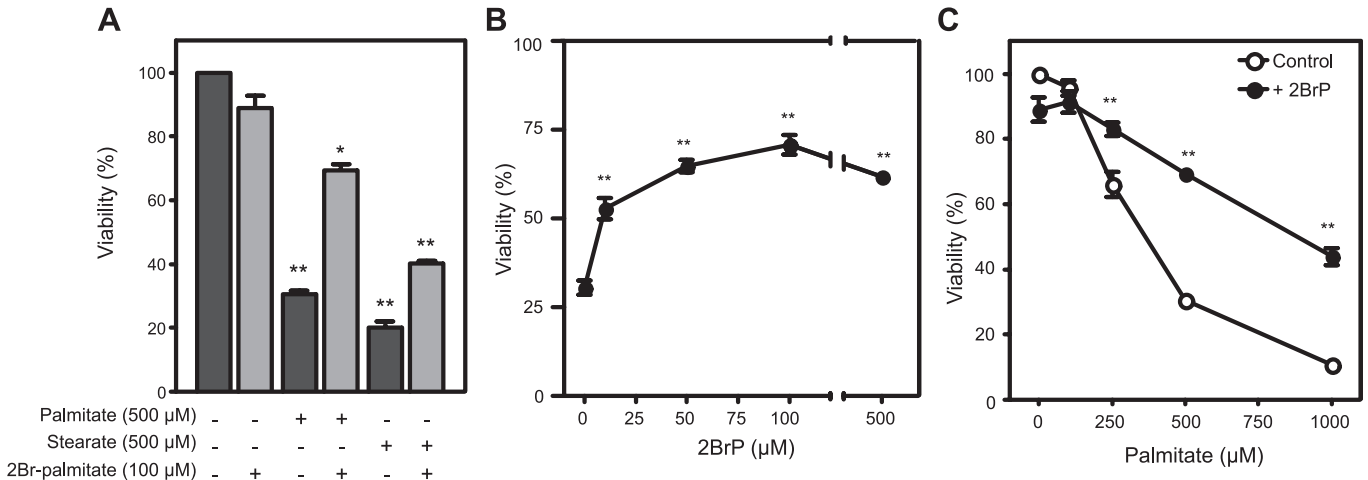 A
Viability (%)
100
80
60
40
20
0
**
*
**
**
Palmitate (500 µM) - - + + - -
Stearate (500 µM) - - - - + +
2Br-palmitate (100 µM) - + - + - +
B
Viability (%)
100
75
50
25
0
**
**
**
**
0 25 50 75 100 500
2BrP (µM)
C
Viability (%)
100
80
60
40
20
0
Control
+ 2BrP
**
**
**
0 250 500 750 1000
Palmitate
(µM)